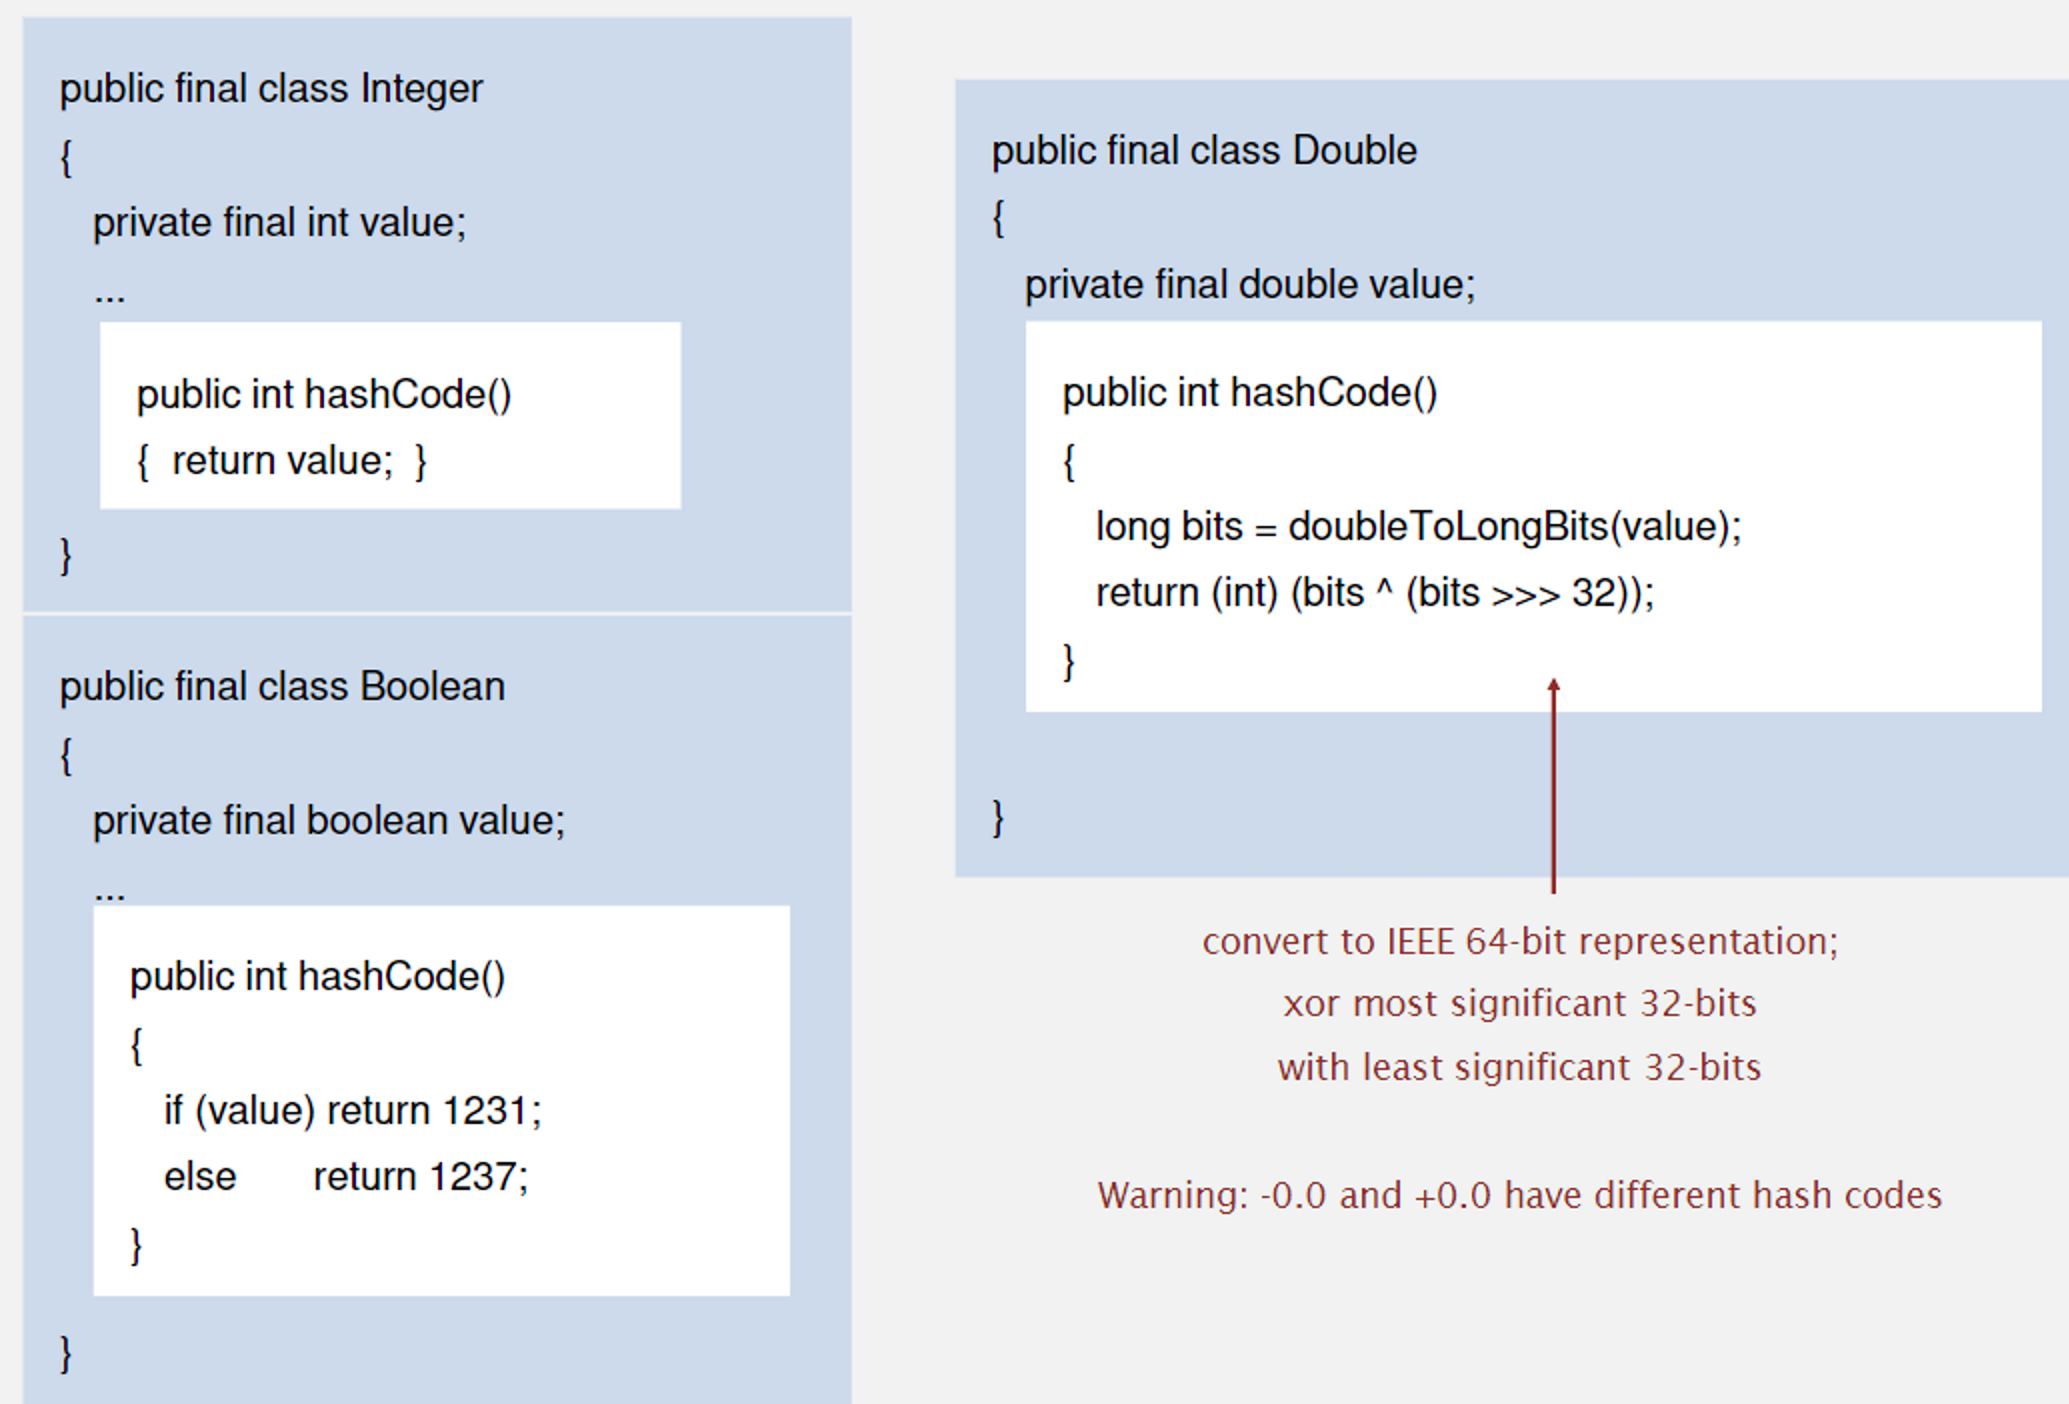 public final class Integer
{
private final int value;
...
public int hashCode()
{ return value; }
}
public final class Boolean
{
private final boolean value;
...
public int hashCode()
{
if (value) return 1231;
else return 1237;
}
}
public final class Double
{
private final double value;
public int hashCode()
{
long bits = doubleToLongBits(value);
return (int) (bits ^ (bits >>> 32));
}
}
convert to IEEE 64-bit representation;
xor most significant 32-bits
with least significant 32-bits
Warning: -0.0 and +0.0 have different hash codes